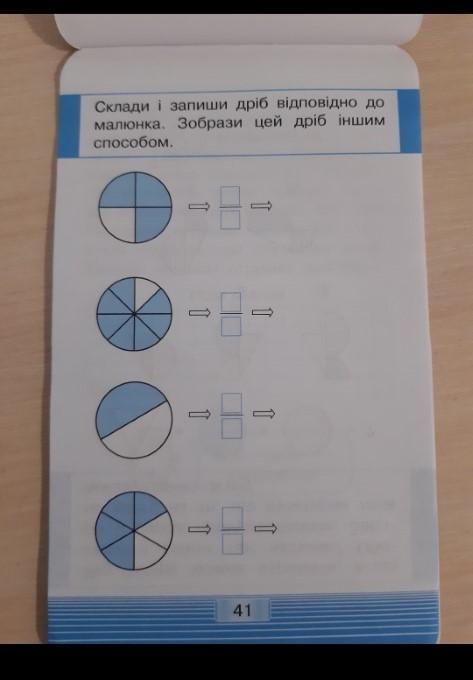 Склади і запиши дріб відповідно до
малюнка. Зобрази цей дріб іншим
способом.
41